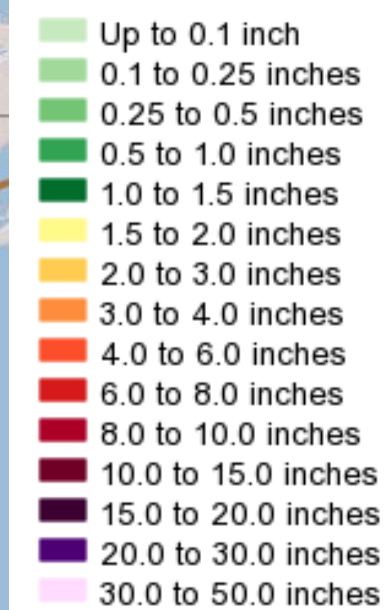 Up to 0.1 inch
0.1 to 0.25 inches
0.25 to 0.5 inches
0.5 to 1.0 inches
1.0 to 1.5 inches
1.5 to 2.0 inches
2.0 to 3.0 inches
3.0 to 4.0 inches
4.0 to 6.0 inches
6.0 to 8.0 inches
8.0 to 10.0 inches
10.0 to 15.0 inches
15.0 to 20.0 inches
20.0 to 30.0 inches
30.0 to 50.0 inches